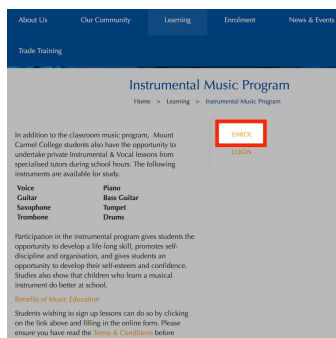 About Us Our Community Learning Enrolment News & Events
Trade Training
Instrumental Music Program
Home > Learning > Instrumental Music Program
In addition to the classroom music program, Mount
Carmel College students also have the opportunity to
undertake private Instrumental & Vocal lessons from
specialised tutors during school hours. The following
instruments are available for study.
Voice Piano
Guitar Bass Guitar
Saxophone Tumpet
Trombone Drums
Participation in the instrumental program gives students the
opportunity to develop a life-long skill, promotes self-
discipline and organisation, and gives students an
opportunity to develop their self-esteem and confidence.
Studies also show that children who learn a musical
instrument do better at school.
Benefits of Music Education
Students wishing to sign up lessons can do so by clicking
on the link above and filling in the online form. Please
ensure you have read the Terms & Conditions before
ENROL
LOGIN